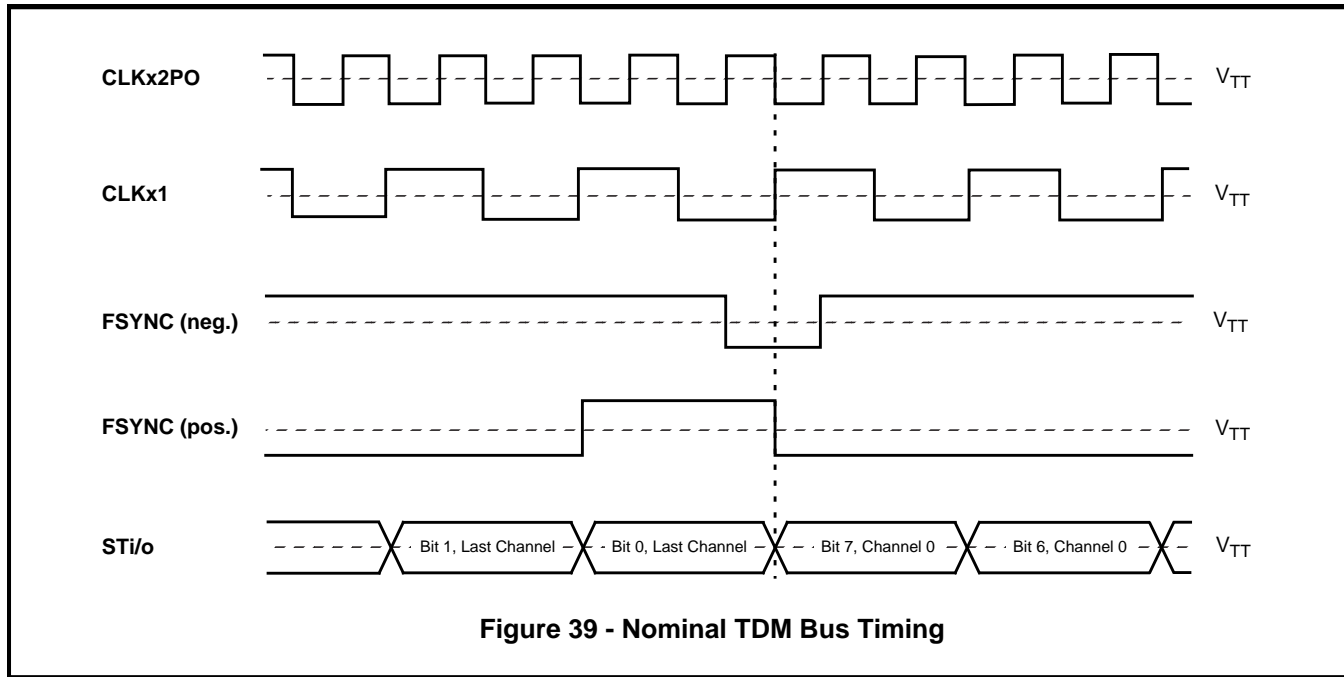 CLKx2PO
VTT
CLKx1
VTT
FSYNC (neg.)
VTT
FSYNC (pos.)
VTT
STi/o
Bit 1, Last Channel
Bit 0, Last Channel
Bit 7, Channel 0
Bit 6, Channel 0
VTT
Figure 39 - Nominal TDM Bus Timing